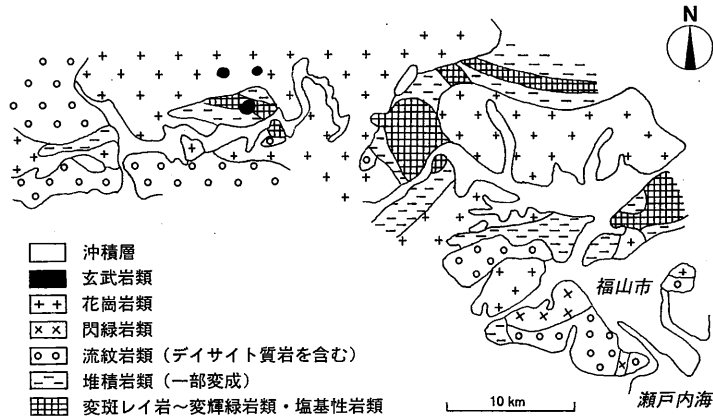 N
沖積層
玄武岩類
花崗岩類
閃緑岩類
流紋岩類（デイサイト質岩を含む）
堆積岩類（一部変成）
変斑レイ岩～変輝緑岩類・塩基性岩類
福山市
10 km
瀬戸内海